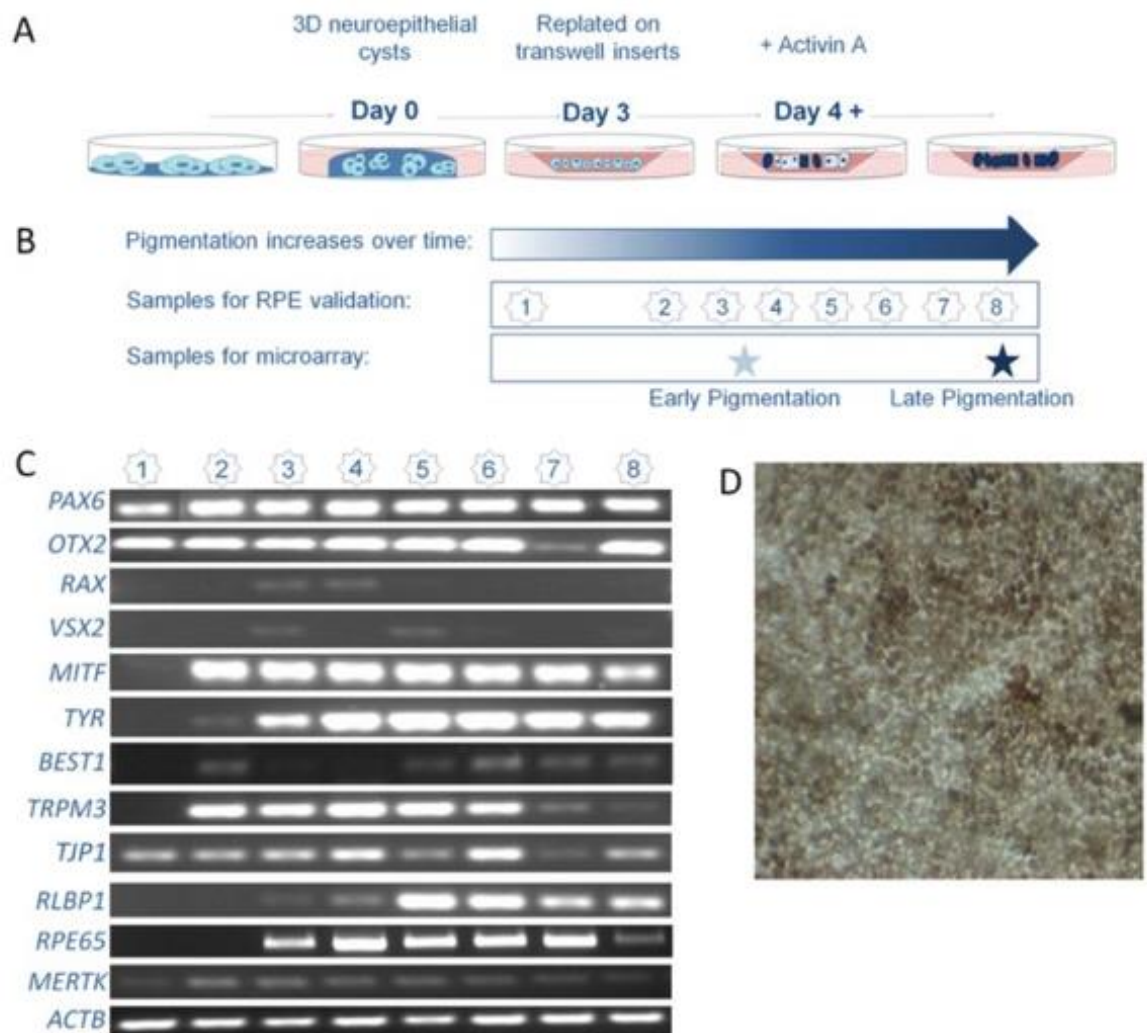 A
3D neuroepithelial
cysts
Replated on
transwell inserts
+ Activin A
Day 0
Day 3
Day 4 +
B
Pigmentation increases over time:
Samples for RPE validation:
1 2 3 4 5 6 7 8
Samples for microarray:
Early Pigmentation
Late Pigmentation
C
1 2 3 4 5 6 7 8
PAX6
OTX2
RAX
VSX2
MITF
TYR
BEST1
TRPM3
TJP1
RLBP1
RPE65
MERTK
ACTB
D